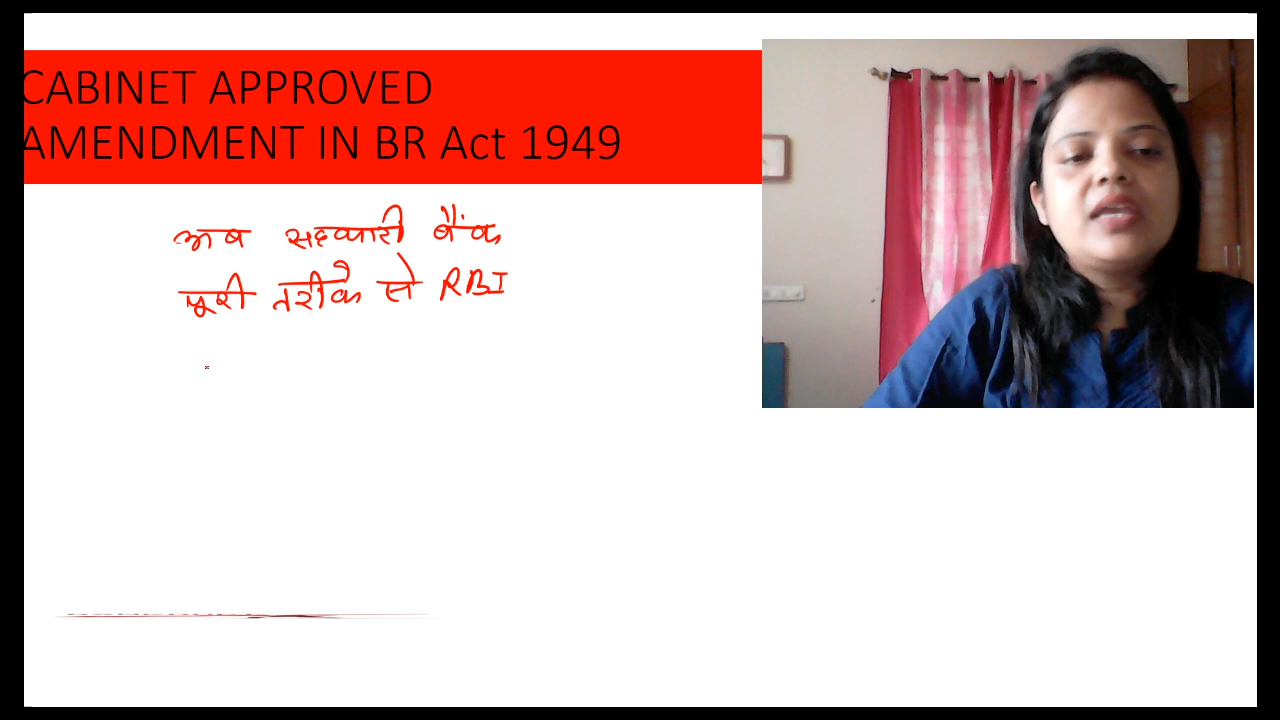 CABINET APPROVED
AMENDMENT IN BR Act 1949
अब सहकारी बैंक
पूरी तरीके से RBI